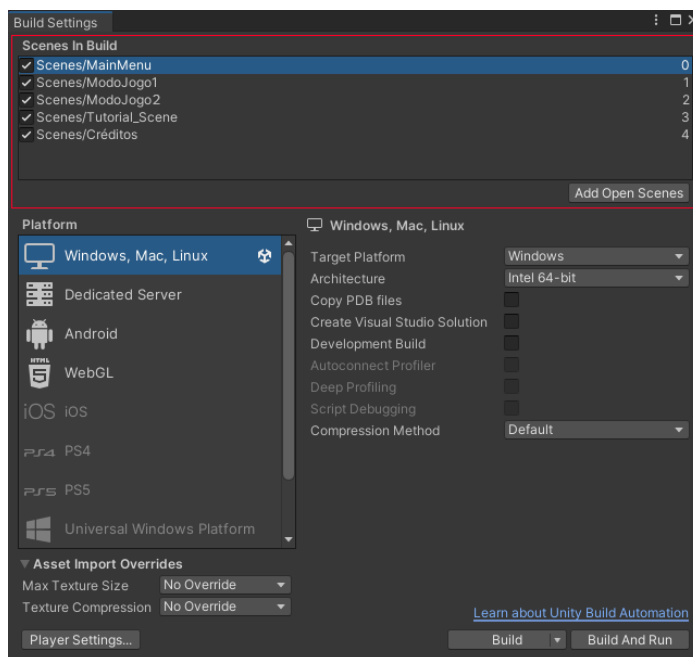 Build Settings
Scenes In Build
Scenes/MainMenu 0
Scenes/ModoJogo1 1
Scenes/ModoJogo2 2
Scenes/Tutorial_Scene 3
Scenes/Créditos 4
Add Open Scenes
Platform
Windows, Mac, Linux
Dedicated Server
Android
HTML 5 WebGL
iOS iOS
PS4 PS4
PS5 PS5
Universal Windows Platform
Windows, Mac, Linux
Target Platform Windows
Architecture Intel 64-bit
Copy PDB files
Create Visual Studio Solution
Development Build
Autoconnect Profiler
Deep Profiling
Script Debugging
Compression Method Default
Asset Import Overrides
Max Texture Size No Override
Texture Compression No Override
Learn about Unity Build Automation
Player Settings... Build Build And Run